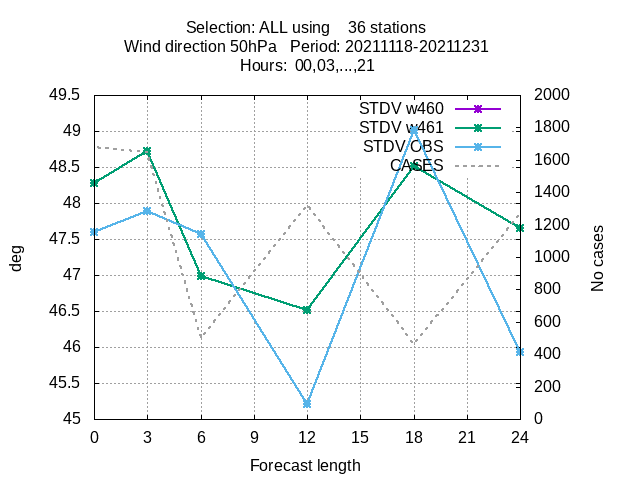 Selection: ALL using 36 stations
Wind direction 50hPa Period: 20211118-20211231
Hours: 00,03,...,21
49.5
49
48.5
48
47.5
47
46.5
46
45.5
45
deg
STDV w460
STDV w461
STDV OBS
CASES
2000
1800
1600
1400
1200
1000
800
600
400
200
0
No cases
0 3 6 9 12 15 18 21 24
Forecast length